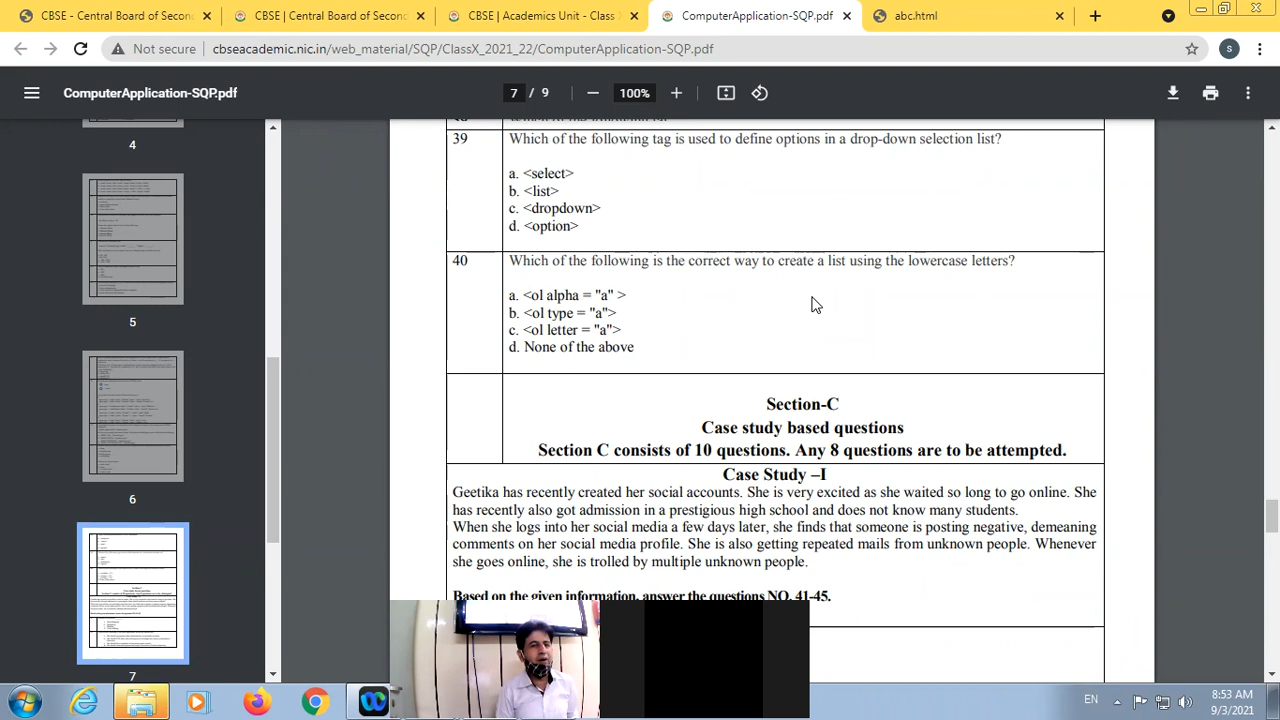 CBSE - Central Board of Secon
CBSE | Central Board of Second
CBSE | Academics Unit - Class X
ComputerApplication-SQP.pdf
abc.html
Not secure
cbseacademic.nic.in/web_material/SQP/ClassX_2021_22/ComputerApplication-SQP.pdf
S
ComputerApplication-SQP.pdf
7 / 9
100%
4
5
6
7
39 Which of the following tag is used to define options in a drop-down selection list?
a. <select>
b. <list>
c. <dropdown>
d. <option>
40 Which of the following is the correct way to create a list using the lowercase letters?
a. <ol alpha = "a" >
b. <ol type = "a">
c. <ol letter = "a">
d. None of the above
Section-C
Case study based questions
Section C consists of 10 questions. Any 8 questions are to be attempted.
Case Study –I
Geetika has recently created her social accounts. She is very excited as she waited so long to go online. She
has recently also got admission in a prestigious high school and does not know many students.
When she logs into her social media a few days later, she finds that someone is posting negative, demeaning
comments on her social media profile. She is also getting repeated mails from unknown people. Whenever
she goes online, she is trolled by multiple unknown people.
Based on the given information, answer the questions NO. 41-45.
EN
8:53 AM
9/3/2021